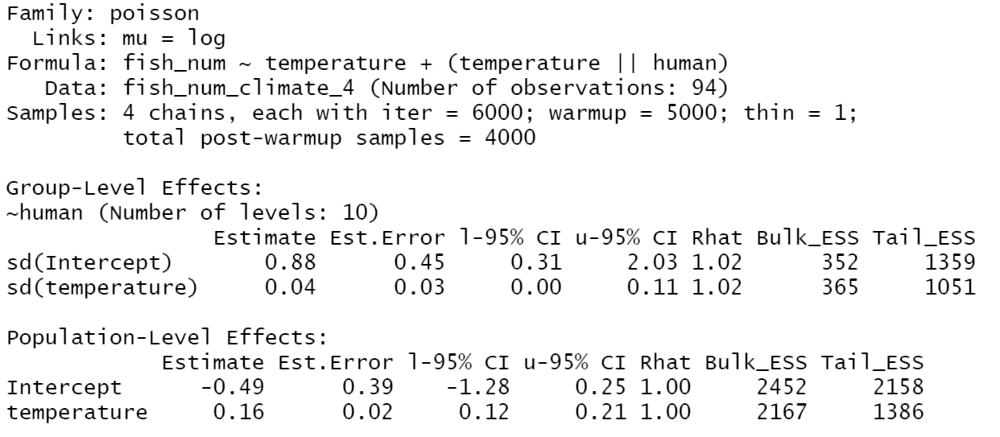 Family: poisson
Links: mu = log
Formula: fish_num ~ temperature + (temperature || human)
Data: fish_num_climate_4 (Number of observations: 94)
Samples: 4 chains, each with iter = 6000; warmup = 5000; thin = 1;
total post-warmup samples = 4000
Group-Level Effects:
~human (Number of levels: 10)
Estimate Est.Error l-95% CI u-95% CI Rhat Bulk_ESS Tail_ESS
sd(Intercept) 0.88 0.45 0.31 2.03 1.02 352 1359
sd(temperature) 0.04 0.03 0.00 0.11 1.02 365 1051
Population-Level Effects:
Estimate Est.Error l-95% CI u-95% CI Rhat Bulk_ESS Tail_ESS
Intercept -0.49 0.39 -1.28 0.25 1.00 2452 2158
temperature 0.16 0.02 0.12 0.21 1.00 2167 1386